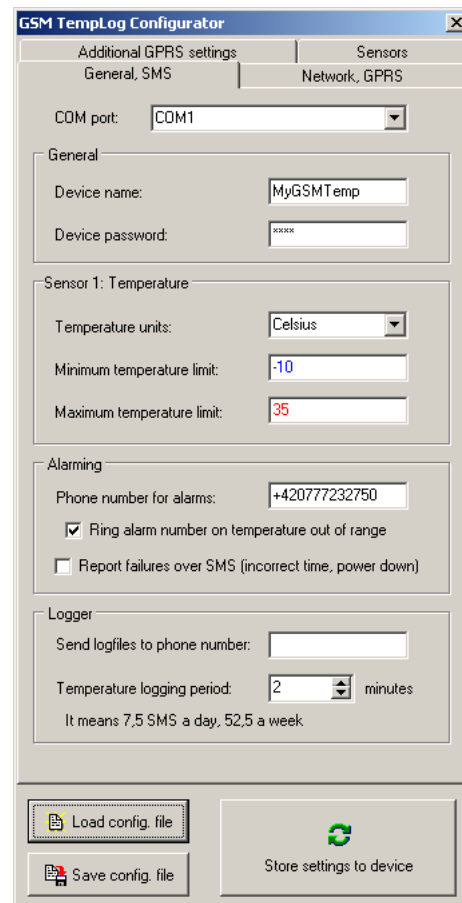 GSM TempLog Configurator
Additional GPRS settings
Sensors
General, SMS
Network, GPRS
COM port: COM1
General
Device name: MyGSMTemp
Device password: ××××
Sensor 1: Temperature
Temperature units: Celsius
Minimum temperature limit: -10
Maximum temperature limit: 35
Alarming
Phone number for alarms: +420777232750
Ring alarm number on temperature out of range
Report failures over SMS (incorrect time, power down)
Logger
Send logfiles to phone number:
Temperature logging period: 2 minutes
It means 7,5 SMS a day, 52,5 a week
Load config. file
Save config. file
Store settings to device